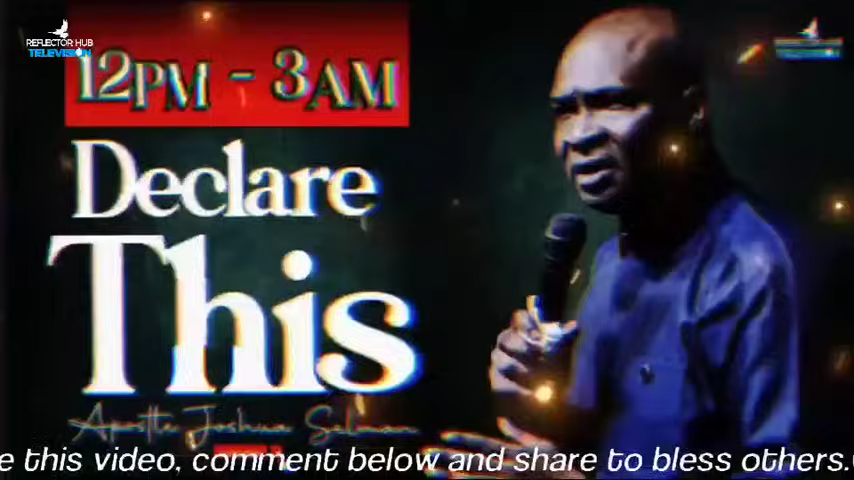 REFLECTOR HUB
TELEVISION
12PM - 3AM
Declare
This
Apostle Joshua Selman
e this video, comment below and share to bless others.